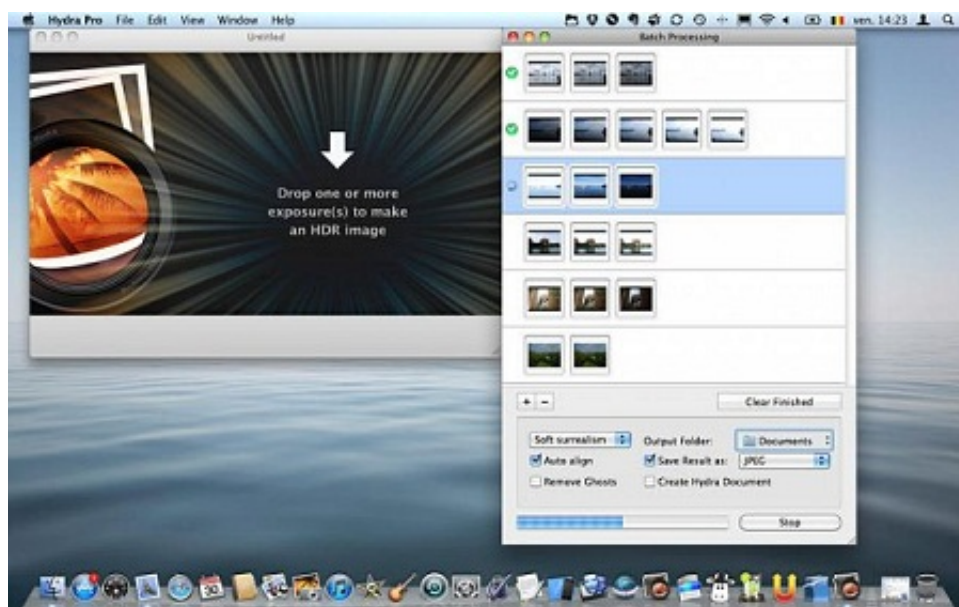 Hydra Pro File Edit View Window Help ven. 14:23
Untitled
Drop one or more
exposure(s) to make
an HDR image
Batch Processing
+ - Clear Finished
Soft surrealism Output Folder: Documents
Auto align Save Result as: JPEG
Remove Ghosts Create Hydra Document
Stop
30